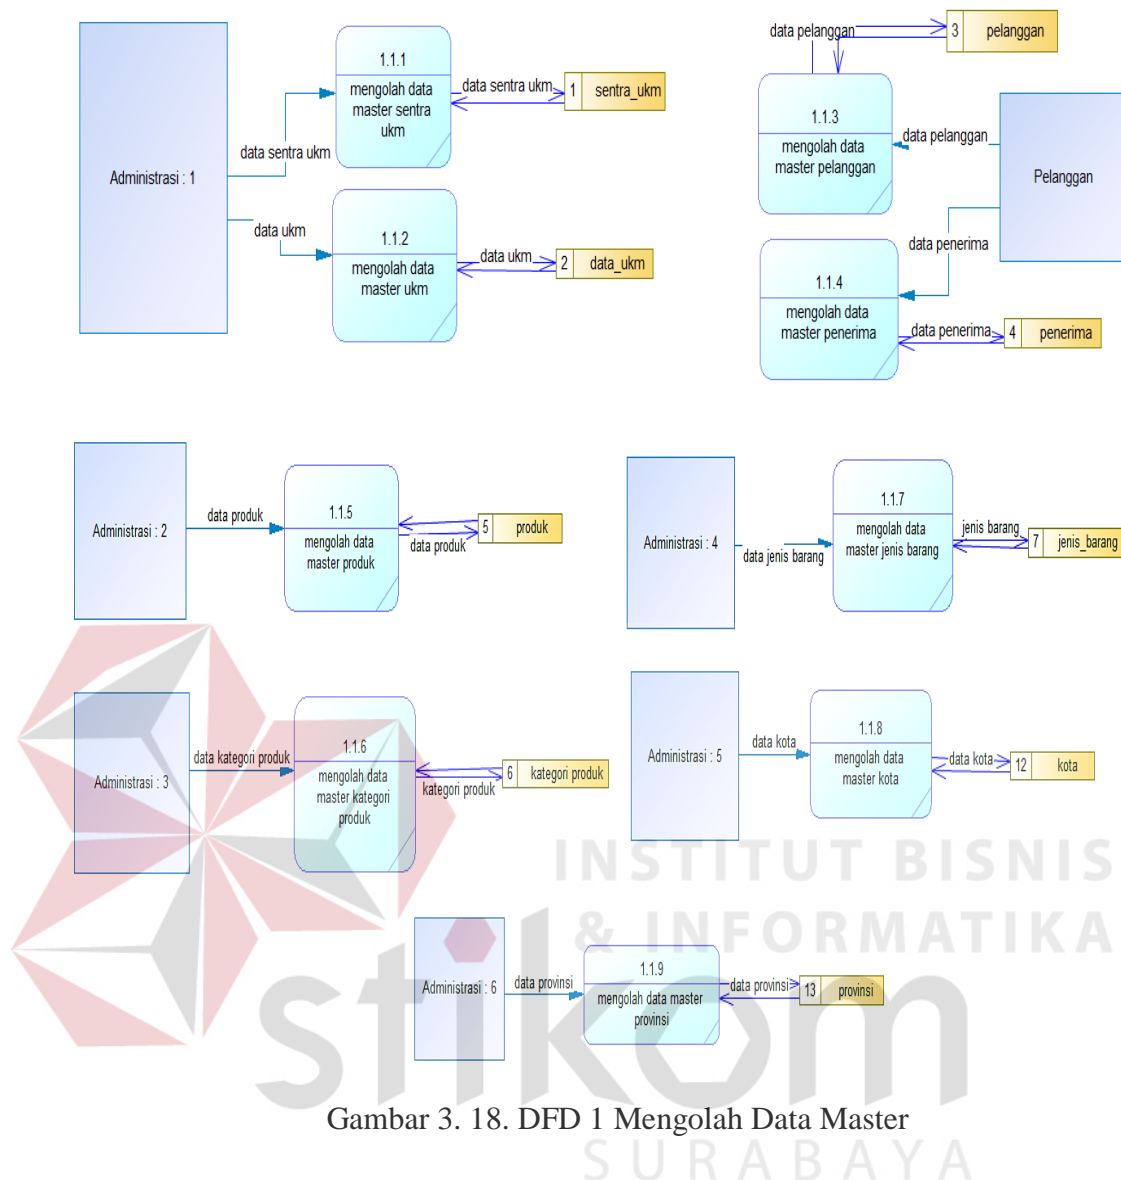 Administrasi : 1
data sentra ukm
1.1.1
mengolah data
master sentra
ukm
data sentra ukm
1 sentra_ukm
data ukm
1.1.2
mengolah data
master ukm
data ukm
2 data_ukm
data pelanggan
3 pelanggan
1.1.3
mengolah data
master pelanggan
data pelanggan
Pelanggan
data penerima
1.1.4
mengolah data
master penerima
data penerima
4 penerima
Administrasi : 2
data produk
1.1.5
mengolah data
master produk
data produk
5 produk
Administrasi : 4
data jenis barang
1.1.7
mengolah data
master jenis barang
jenis barang
7 jenis_barang
Administrasi : 3
data kategori produk
1.1.6
mengolah data
master kategori
produk
kategori produk
6 kategori produk
Administrasi : 5
data kota
1.1.8
mengolah data
master kota
data kota
12 kota
Administrasi : 6
data provinsi
1.1.9
mengolah data master
provinsi
data provinsi
13 provinsi
INSTITUT BISNIS
& INFORMATIKA
stikom
SURABAYA
Gambar 3. 18. DFD 1 Mengolah Data Master